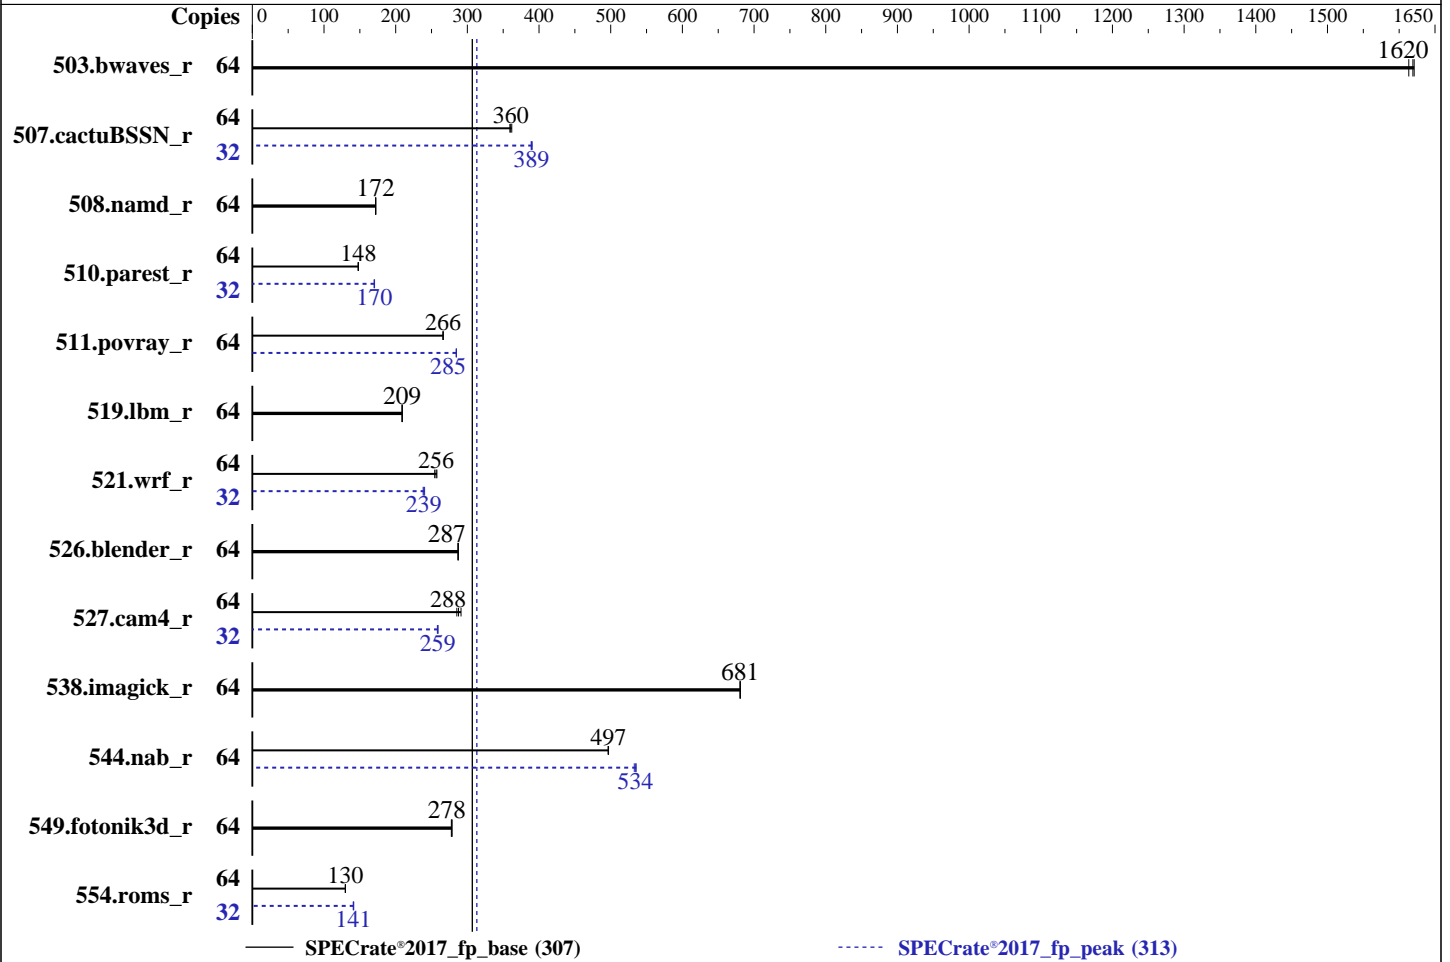 Copies 0 100 200 300 400 500 600 700 800 900 1000 1100 1200 1300 1400 1500 1650
503.bwaves_r 64 1620
507.cactuBSSN_r 64 360
32 389
508.namd_r 64 172
510.parest_r 64 148
32 170
511.povray_r 64 266
285
519.lbm_r 64 209
521.wrf_r 64 256
32 239
526.blender_r 64 287
527.cam4_r 64 288
32 259
538.imagick_r 64 681
544.nab_r 64 497
534
549.fotonik3d_r 64 278
554.roms_r 64 130
32 141
SPECrate®2017_fp_base (307) SPECrate®2017_fp_peak (313)